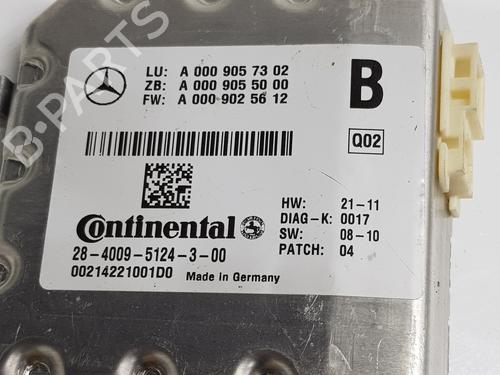 B-PARTS
LU: A 000 905 73 02
ZB: A 000 905 50 00
FW: A 000 902 56 12
B
Q02
Continental
HW: 21-11
DIAG-K: 0017
SW: 08-10
PATCH: 04
28-4009-5124-3-00
00214221001D0 Made in Germany